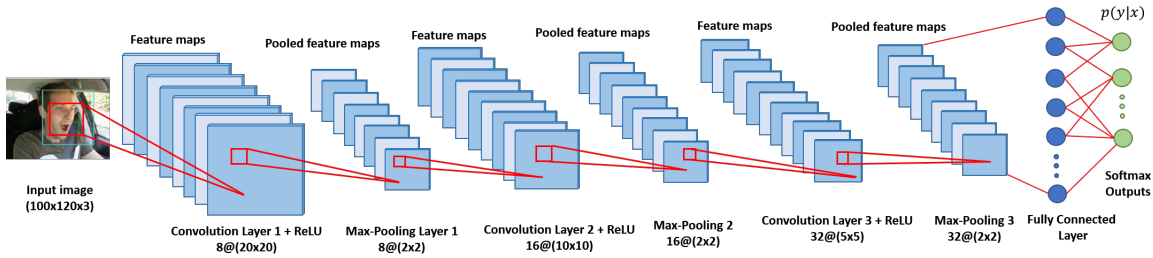 Feature maps
Pooled feature maps
Feature maps
Pooled feature maps
Feature maps
Pooled feature maps
p(y|x)
Input image
(100x120x3)
Convolution Layer 1 + ReLU
8@(20x20)
Max-Pooling Layer 1
8@(2x2)
Convolution Layer 2 + ReLU
16@(10x10)
Max-Pooling 2
16@(2x2)
Convolution Layer 3 + ReLU
32@(5x5)
Max-Pooling 3
32@(2x2)
Fully Connected
Layer
Softmax
Outputs